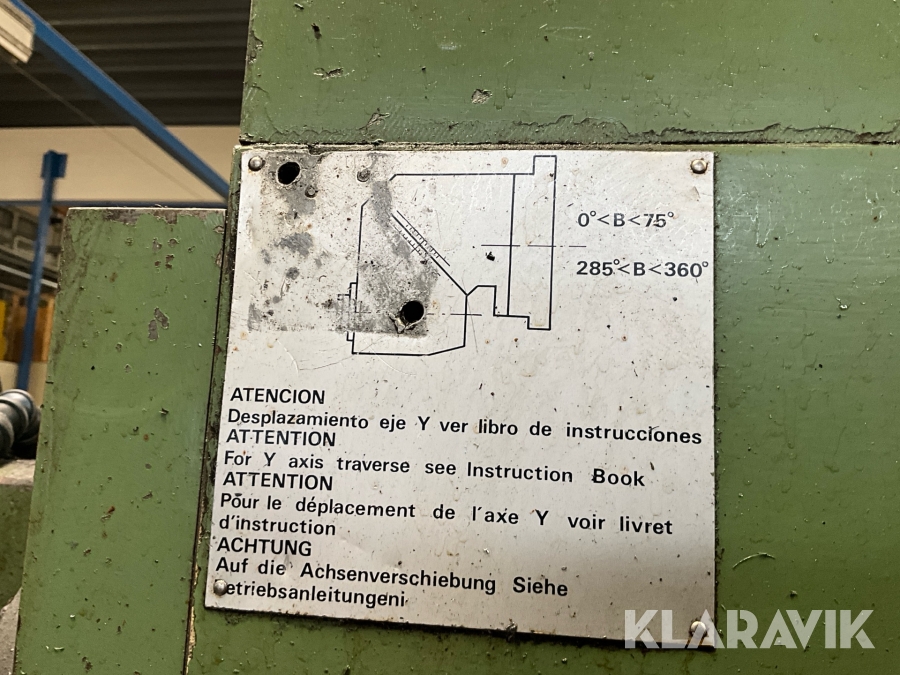 0°<B<75°
285°<B<360°
ATENCION
Desplazamiento eje Y ver libro de instrucciones
ATTENTION
For Y axis traverse see Instruction Book
ATTENTION
Pour le déplacement de l'axe Y voir livret
d'instruction
ACHTUNG
Auf die Achsenverschiebung Siehe
etriebsanleitungeni
KLARAVIK